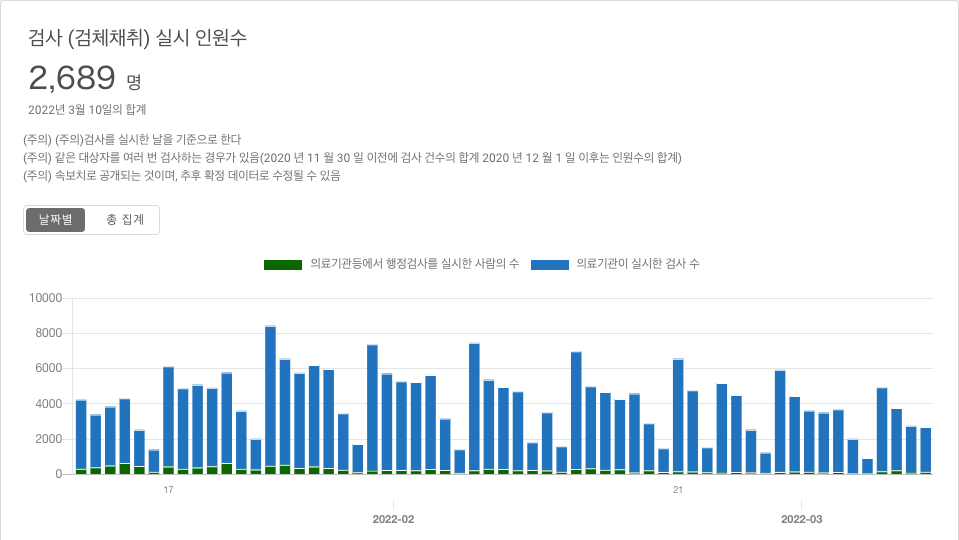 검사 (검체채취) 실시 인원수
2,689 명
2022년 3월 10일의 합계
(주의) (주의)검사를 실시한 날을 기준으로 한다
(주의) 같은 대상자를 여러 번 검사하는 경우가 있음(2020 년 11 월 30 일 이전에 검사 건수의 합계 2020 년 12 월 1 일 이후는 인원수의 합계)
(주의) 속보치로 공개되는 것이며, 추후 확정 데이터로 수정될 수 있음
날짜별 총 집계
의료기관등에서 행정검사를 실시한 사람의 수 의료기관이 실시한 검사 수
10000
8000
6000
4000
2000
0
17 21
2022-02 2022-03